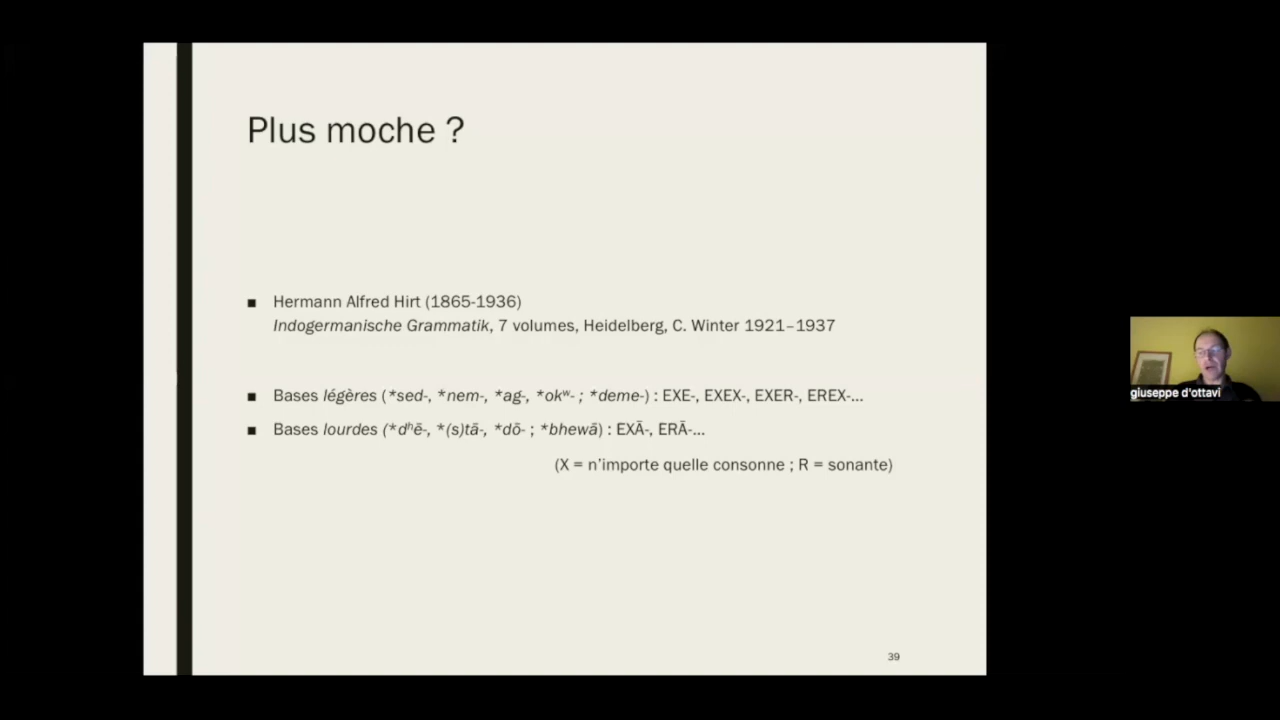 Plus moche ?
■ Hermann Alfred Hirt (1865-1936)
Indogermanische Grammatik, 7 volumes, Heidelberg, C. Winter 1921–1937
■ Bases légères (*sed-, *nem-, *ag-, *okʷ- ; *deme-) : EXE-, EXEX-, EXER-, EREX-...
■ Bases lourdes (*dʰē-, *(s)tā-, *dō- ; *bhewā) : EXĀ-, ERĀ-...
(X = n'importe quelle consonne ; R = sonante)
39
giuseppe d'ottavi